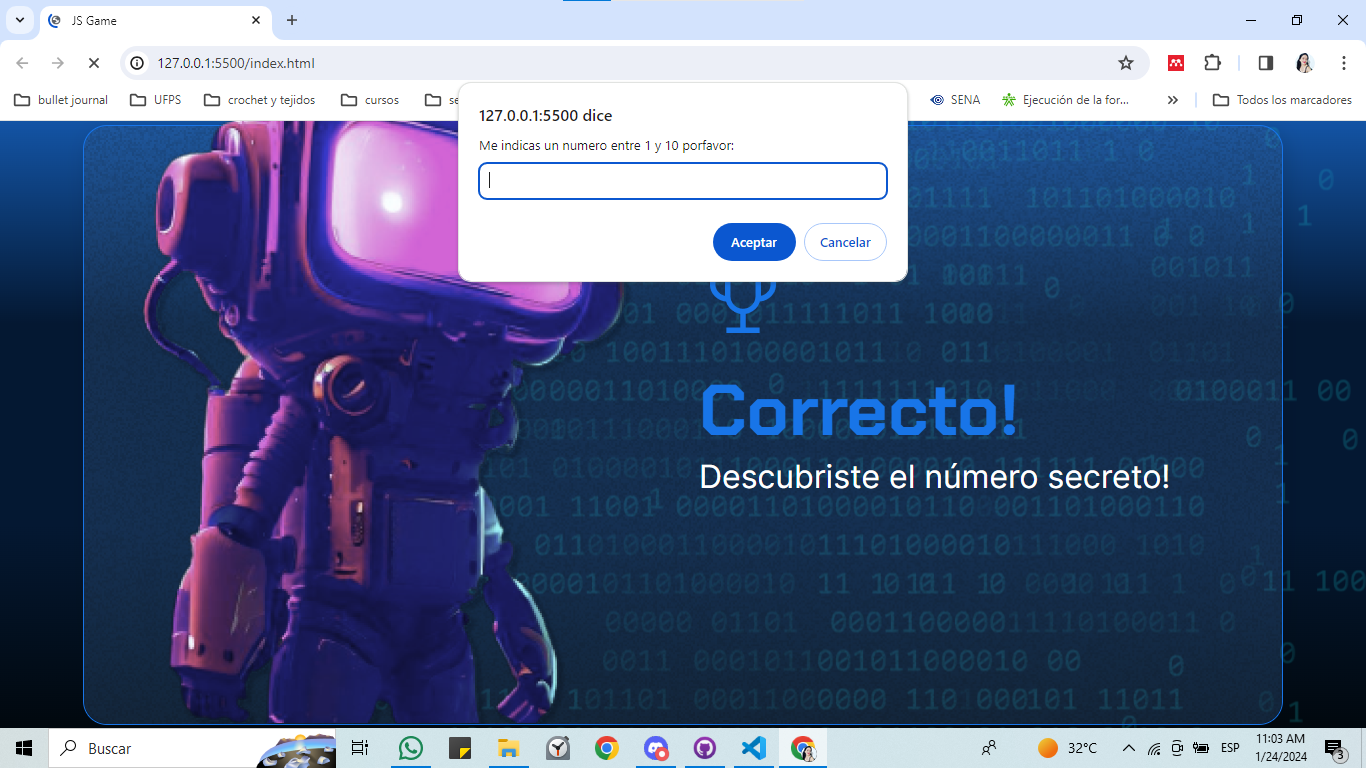 JS Game
127.0.0.1:5500/index.html
bullet journal
UFPS
crochet y tejidos
cursos
SENA
Ejecución de la for...
Todos los marcadores
127.0.0.1:5500 dice
Me indicas un numero entre 1 y 10 porfavor:
Aceptar
Cancelar
Correcto!
Descubriste el número secreto!
Buscar
32°C
ESP
11:03 AM
1/24/2024
3